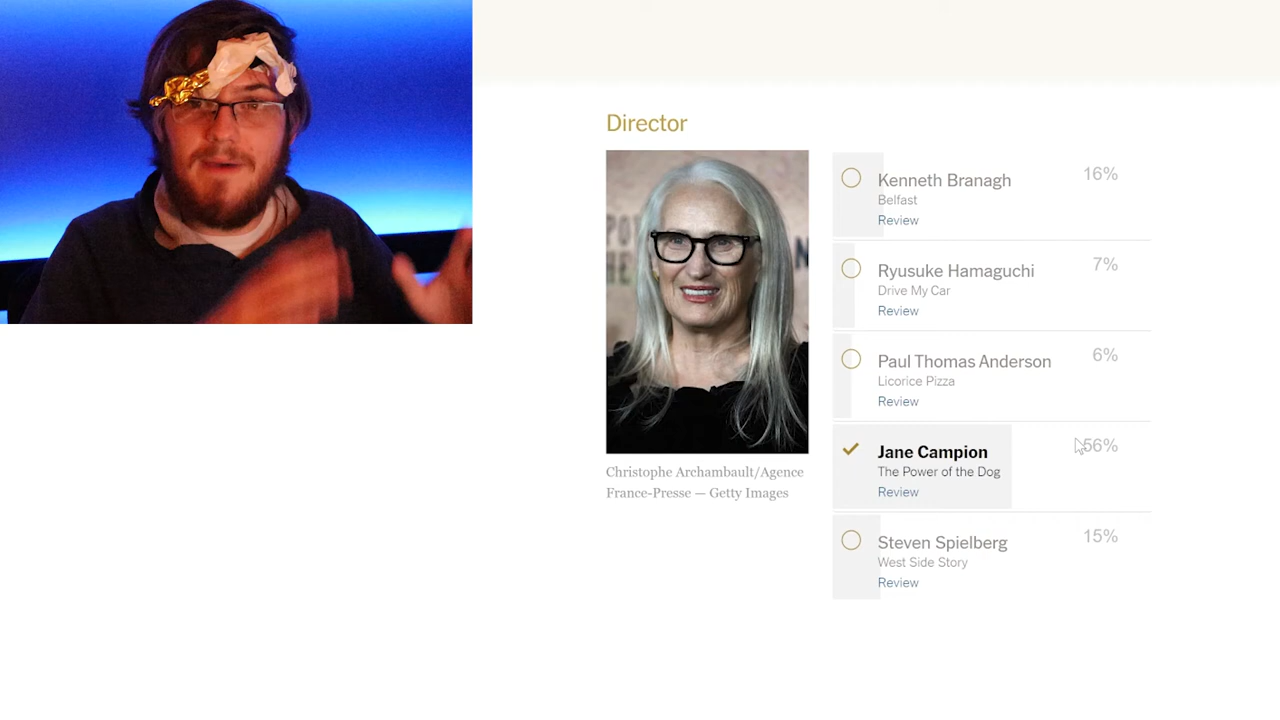 Director
Kenneth Branagh
16%
Belfast
Review
Ryusuke Hamaguchi
7%
Drive My Car
Review
Paul Thomas Anderson
6%
Licorice Pizza
Review
Jane Campion
56%
The Power of the Dog
Review
Steven Spielberg
15%
West Side Story
Review
Christophe Archambault/Agence
France-Presse — Getty Images